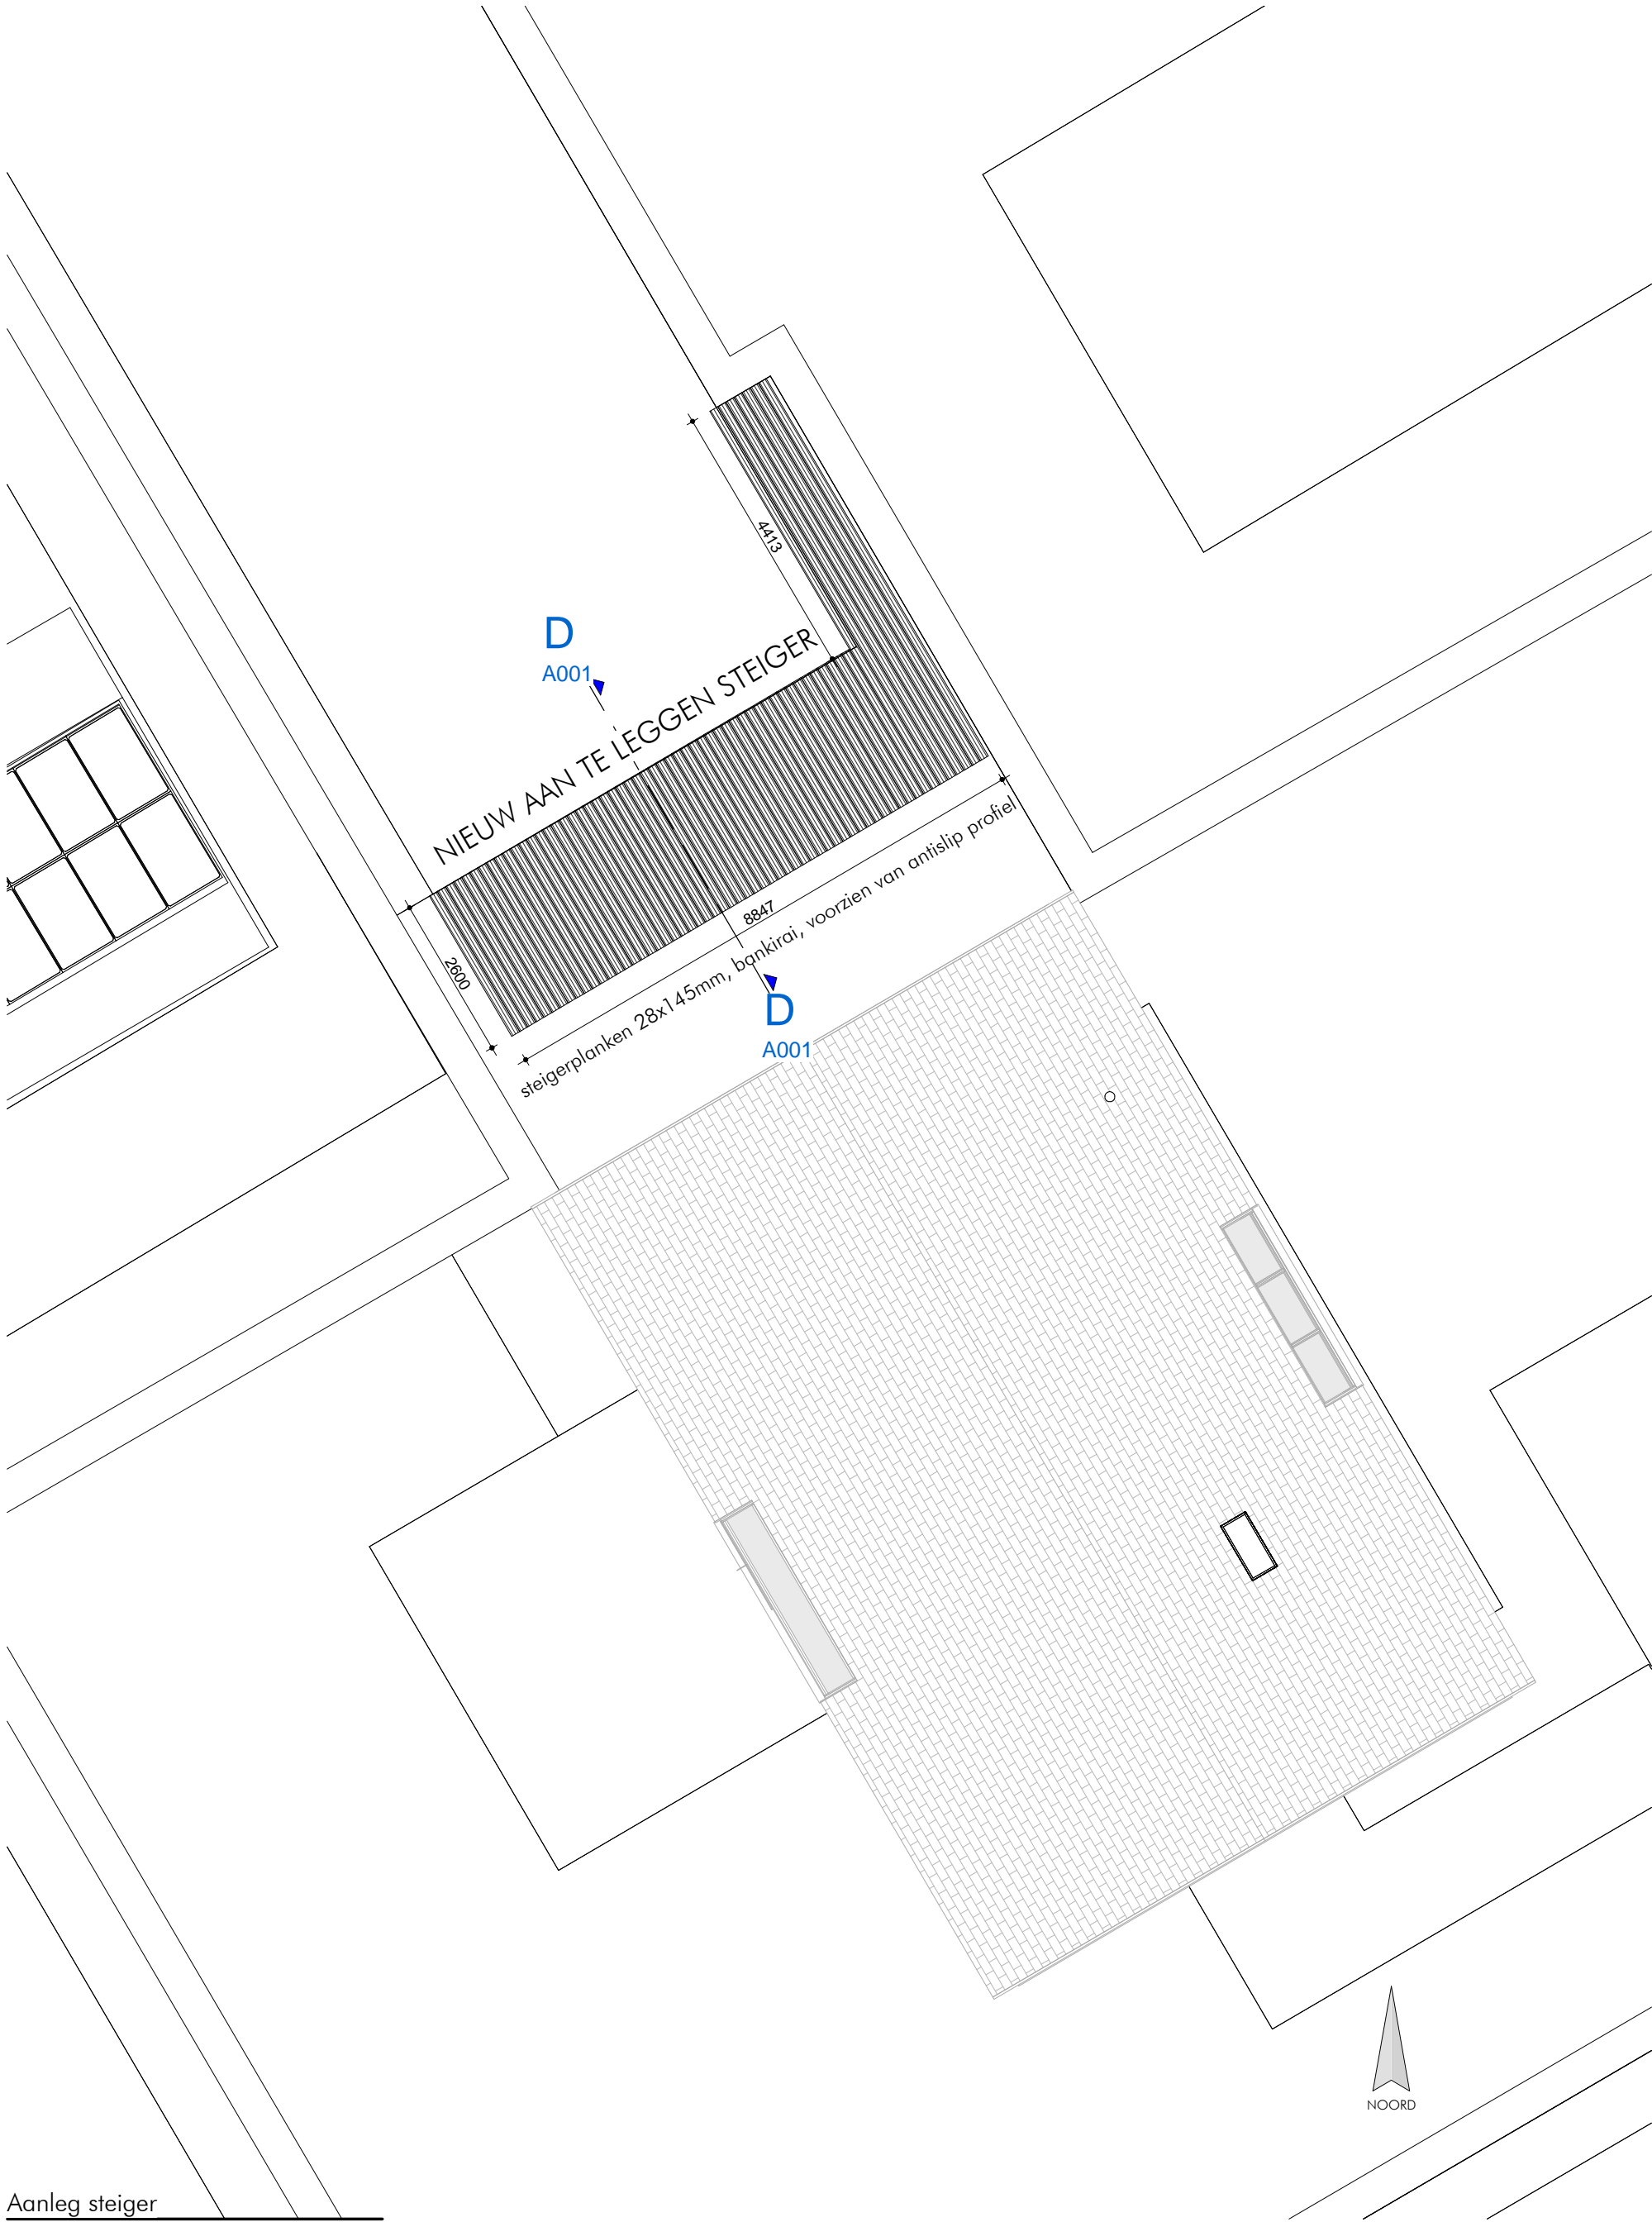 4413
D
A001
NIEUW AAN TE LEGGEN STEIGER
8847
2600
steigerplanken 28x145mm, bankirai, voorzien van antislip profiel
D
A001
NOORD
Aanleg steiger